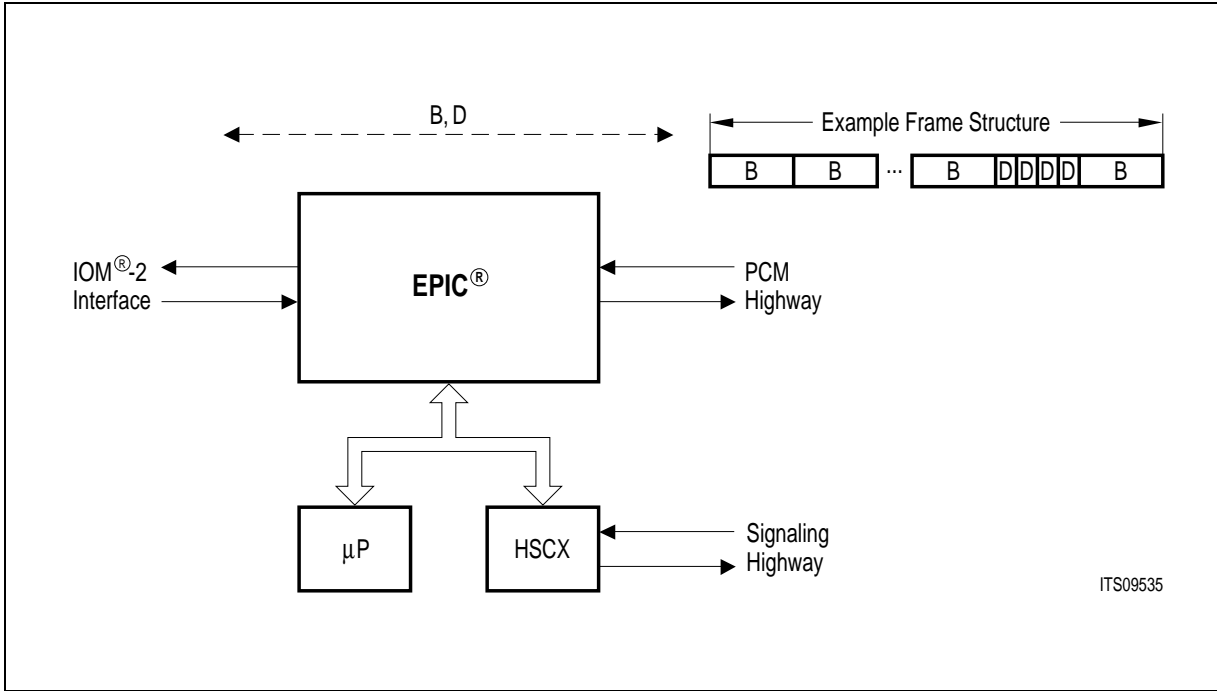 B, D
Example Frame Structure
B B ... B D D D D B
IOM®-2
Interface
EPIC®
PCM
Highway
μP
HSCX
Signaling
Highway
ITS09535